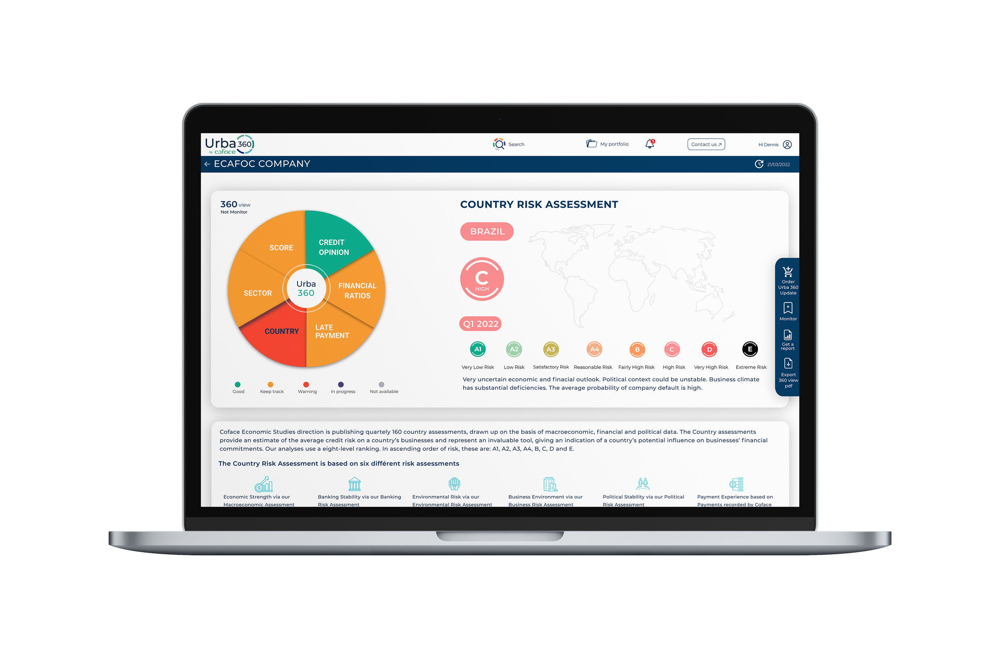 Urba 360
by coface
Search
My portfolio
9
Contact us
Hi Dennis
ECAFOC COMPANY
21/03/2022
360 view
Not Monitor
SCORE
CREDIT
OPINION
SECTOR
Urba
360
FINANCIAL
RATIOS
COUNTRY
LATE
PAYMENT
Good
Keep track
Warning
In progress
Not available
COUNTRY RISK ASSESSMENT
BRAZIL
C
HIGH
Q1 2022
A1 A2 A3 A4 B C D E
Very Low Risk Low Risk Satisfactory Risk Reasonable Risk Fairly High Risk High Risk Very High Risk Extreme Risk
Very uncertain economic and finacial outlook. Political context could be unstable. Business climate
has substantial deficiencies. The average probability of company default is high.
Order
Urba 360
Update
Monitor
Get a
report
Export
360 view
pdf
Coface Economic Studies direction is publishing quartely 160 country assessments, drawn up on the basis of macroeconomic, financial and political data. The Country assessments
provide an estimate of the average credit risk on a country's businesses and represent an invaluable tool, giving an indication of a country's potential influence on businesses' financial
commitments. Our analyses use a eight-level ranking. In ascending order of risk, these are: A1, A2, A3, A4, B, C, D and E.
The Country Risk Assessment is based on six différent risk assessments
Economic Strength via our
Macroeconomic Assessment
Banking Stability via our Banking
Risk Assessment
Environmental Risk via our
Environmental Risk Assessment
Business Environment via our
Business Risk Assessment
Political Stability via our Political
Risk Assessment
Payment Experience based on
Payments recorded by Coface